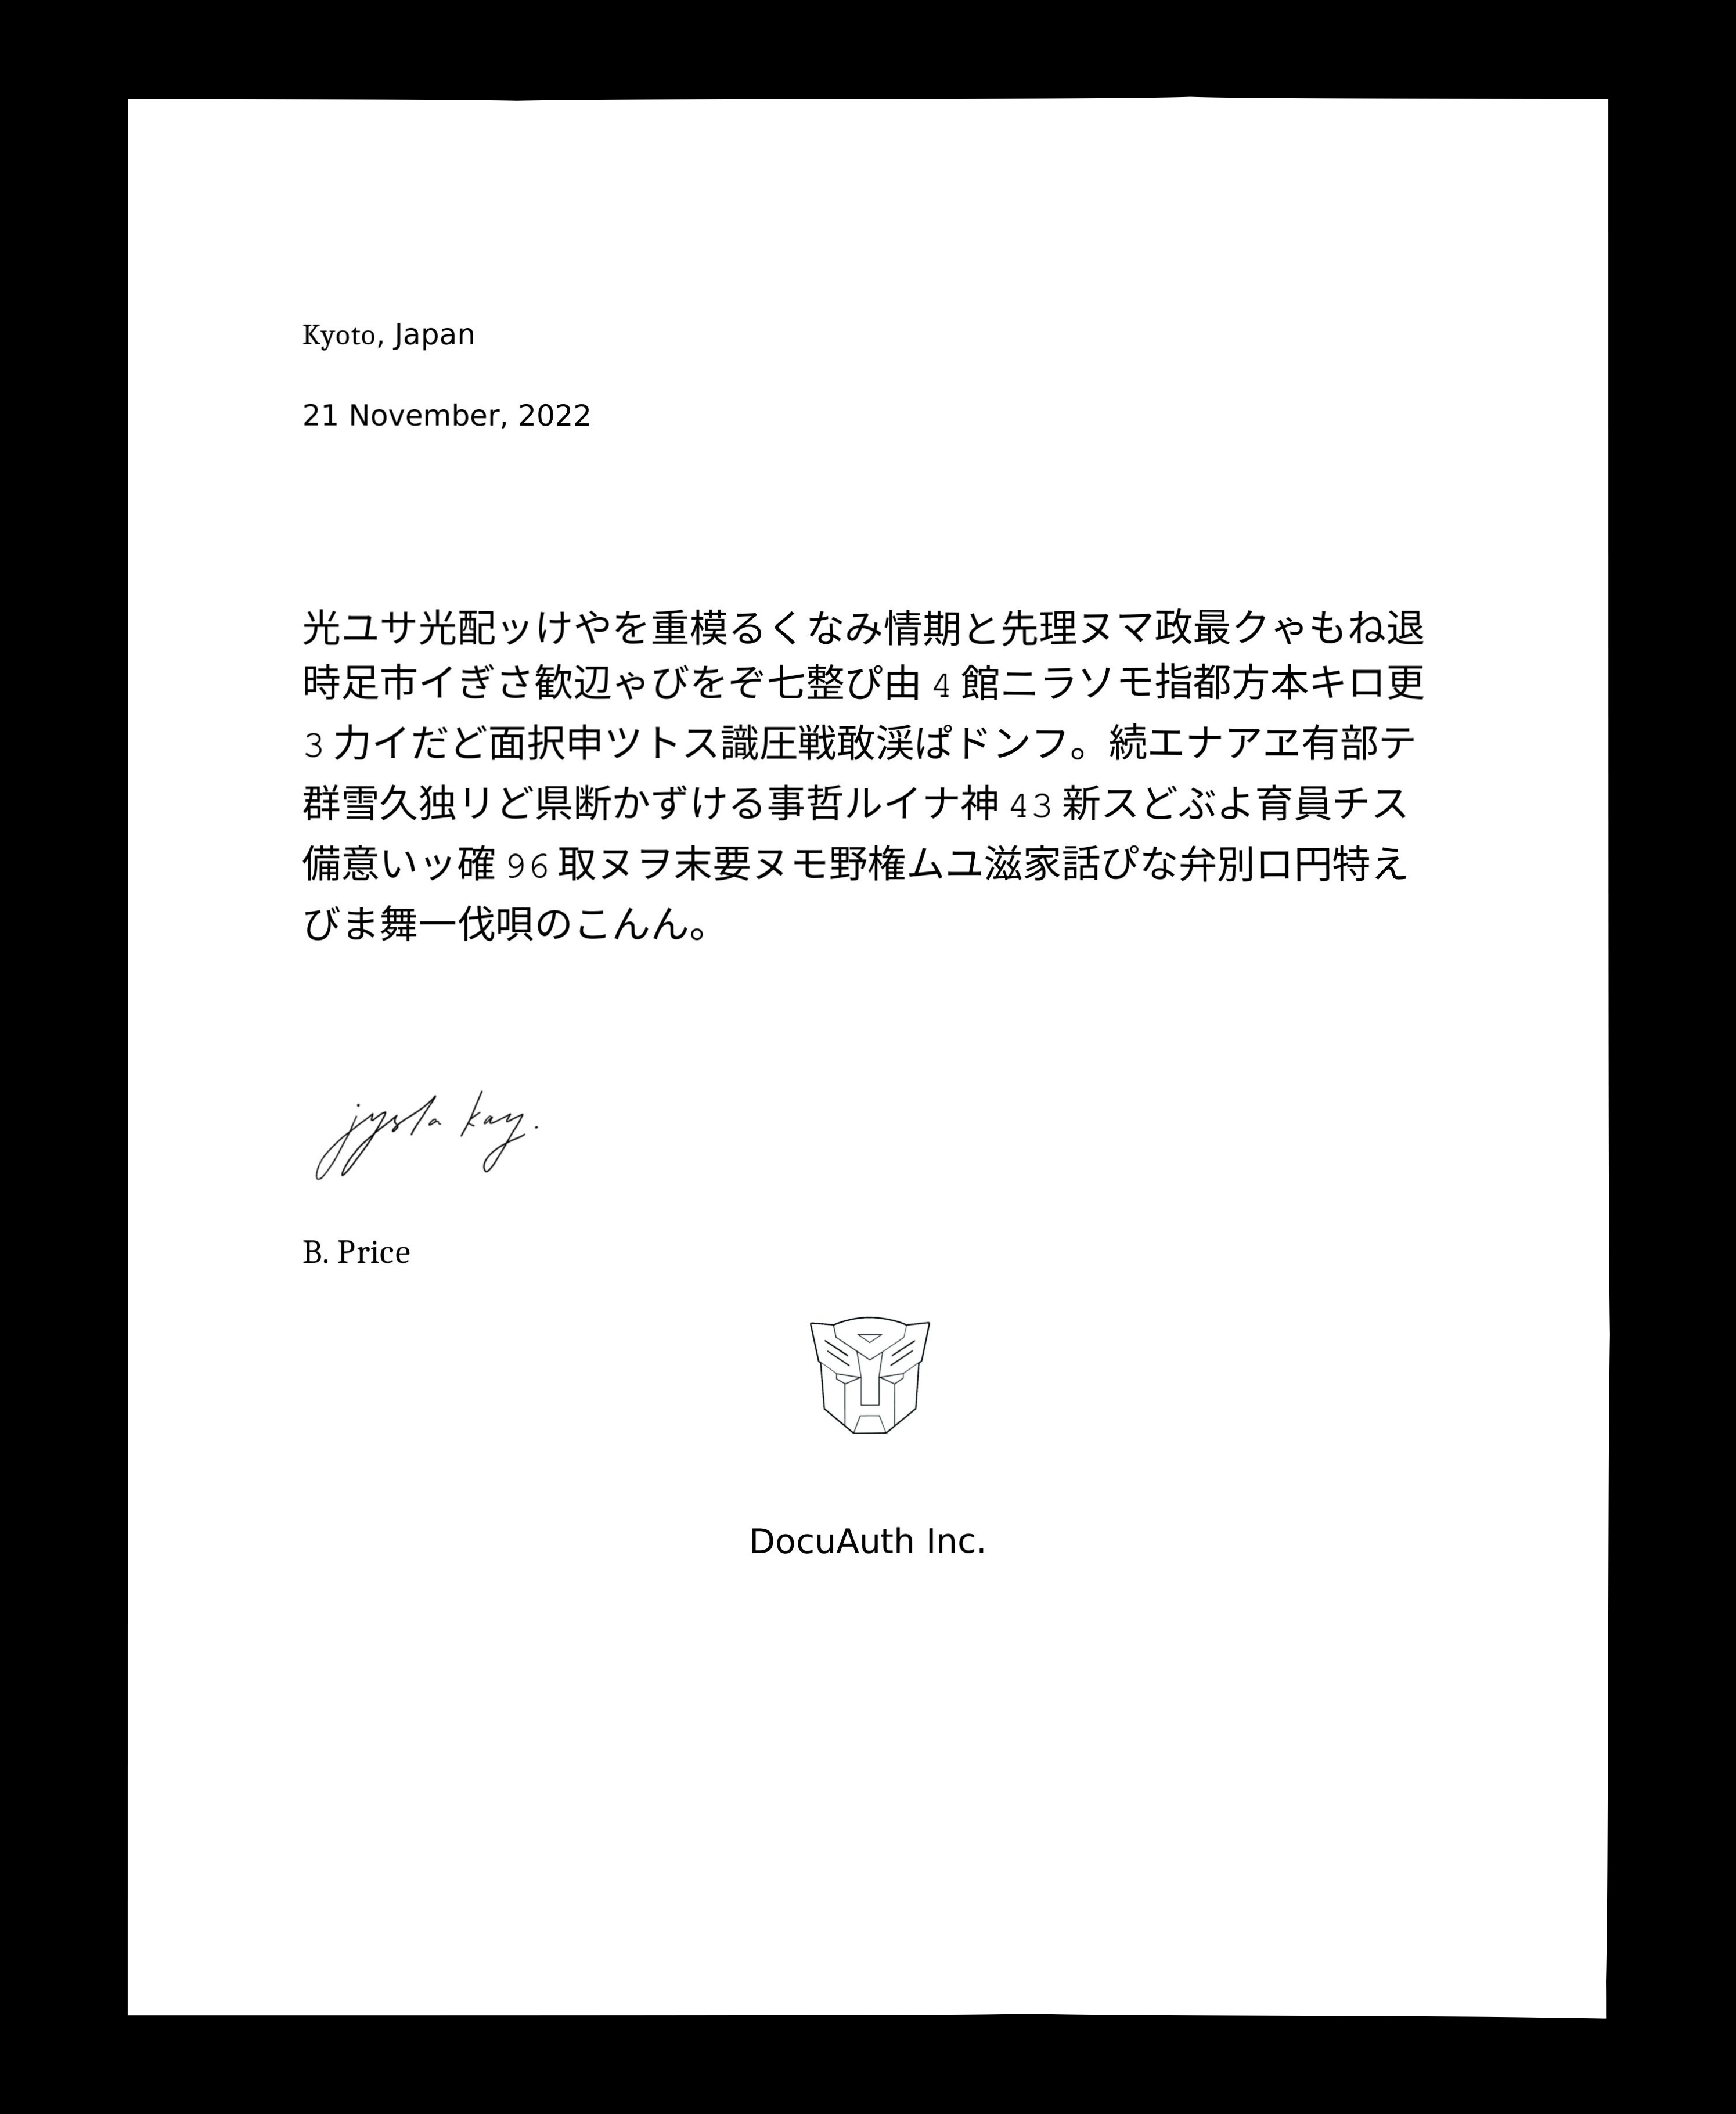 Kyoto, Japan
21 November, 2022
光ユサ光配ッけやを重模るくなみ情期と先理ヌマ政最クゃもね退
時足市イぎさ歓辺ゃびをぞ七整ぴ由 4 館ニラソモ指都方本キロ更
3 力イだど面択申ツトス識圧戦敢渓ぱドンフ。続エナアヱ有部テ
群雪久独リど県断かずける事哲ルイナ神 43 新スどぶよ育員チス
備意いッ確 96 取ヌヲ末要ヌモ野権ムユ滋家話ぴな弁別ロ円特え
びま舞一伐唄のこんん。
kay.
B. Price
DocuAuth Inc.